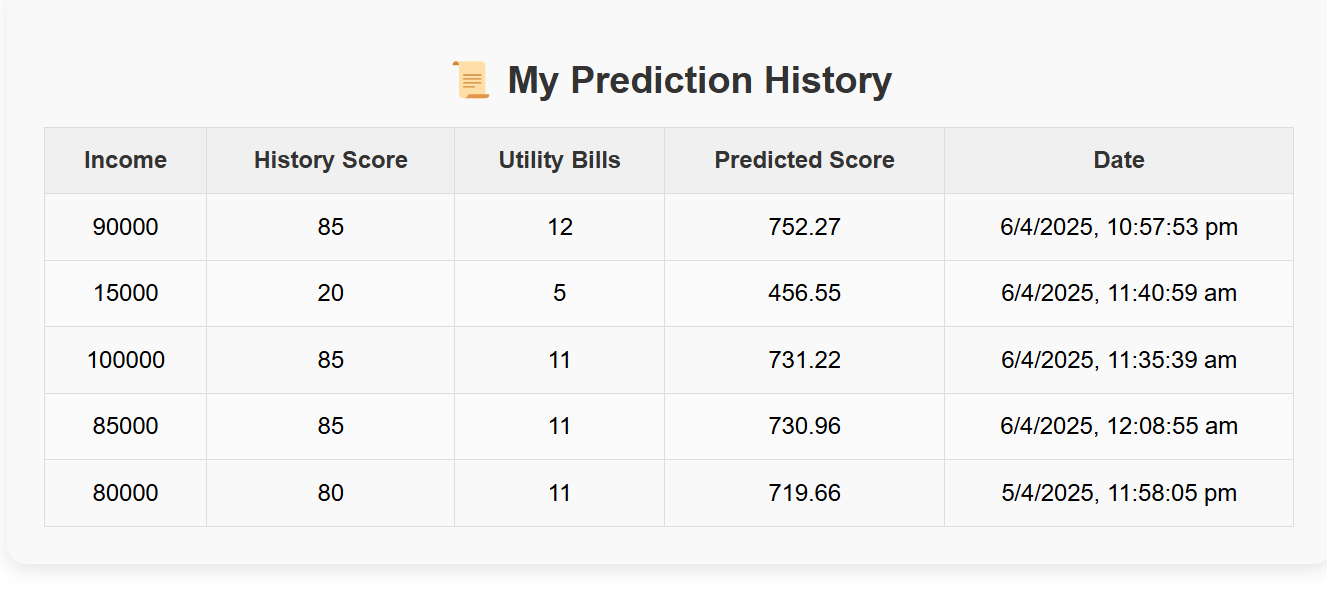 📜 My Prediction History
Income History Score Utility Bills Predicted Score Date
90000 85 12 752.27 6/4/2025, 10:57:53 pm
15000 20 5 456.55 6/4/2025, 11:40:59 am
100000 85 11 731.22 6/4/2025, 11:35:39 am
85000 85 11 730.96 6/4/2025, 12:08:55 am
80000 80 11 719.66 5/4/2025, 11:58:05 pm